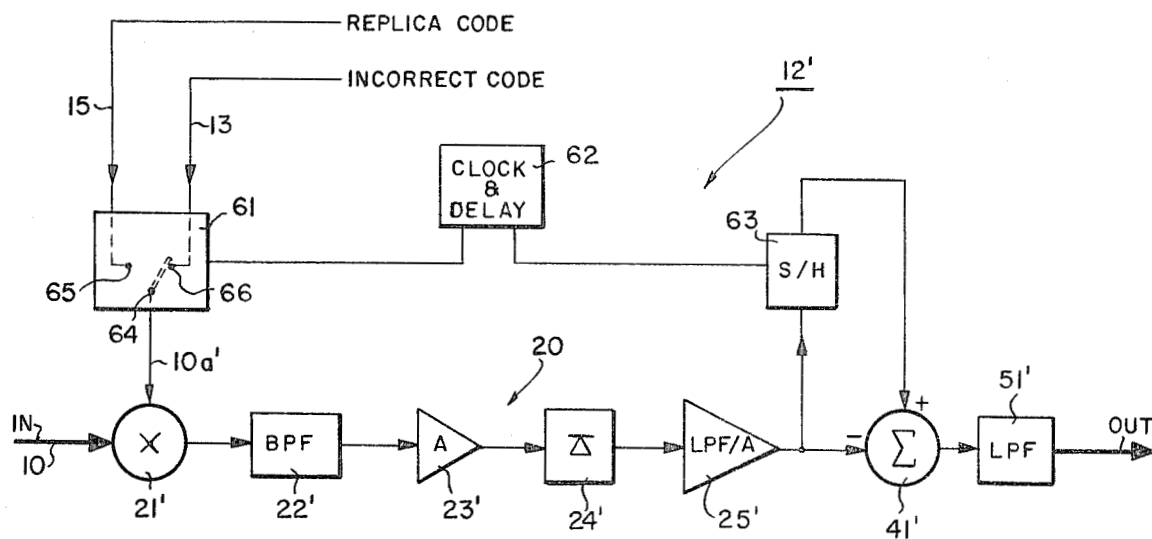 REPLICA CODE
INCORRECT CODE
12'
15
13
CLOCK
&
DELAY
62
61
63
S/H
65
66
64
10a'
20
IN
10
X
21'
BPF
22'
A
23'
24'
LPF/A
25'
+
−
Σ
41'
51'
LPF
OUT